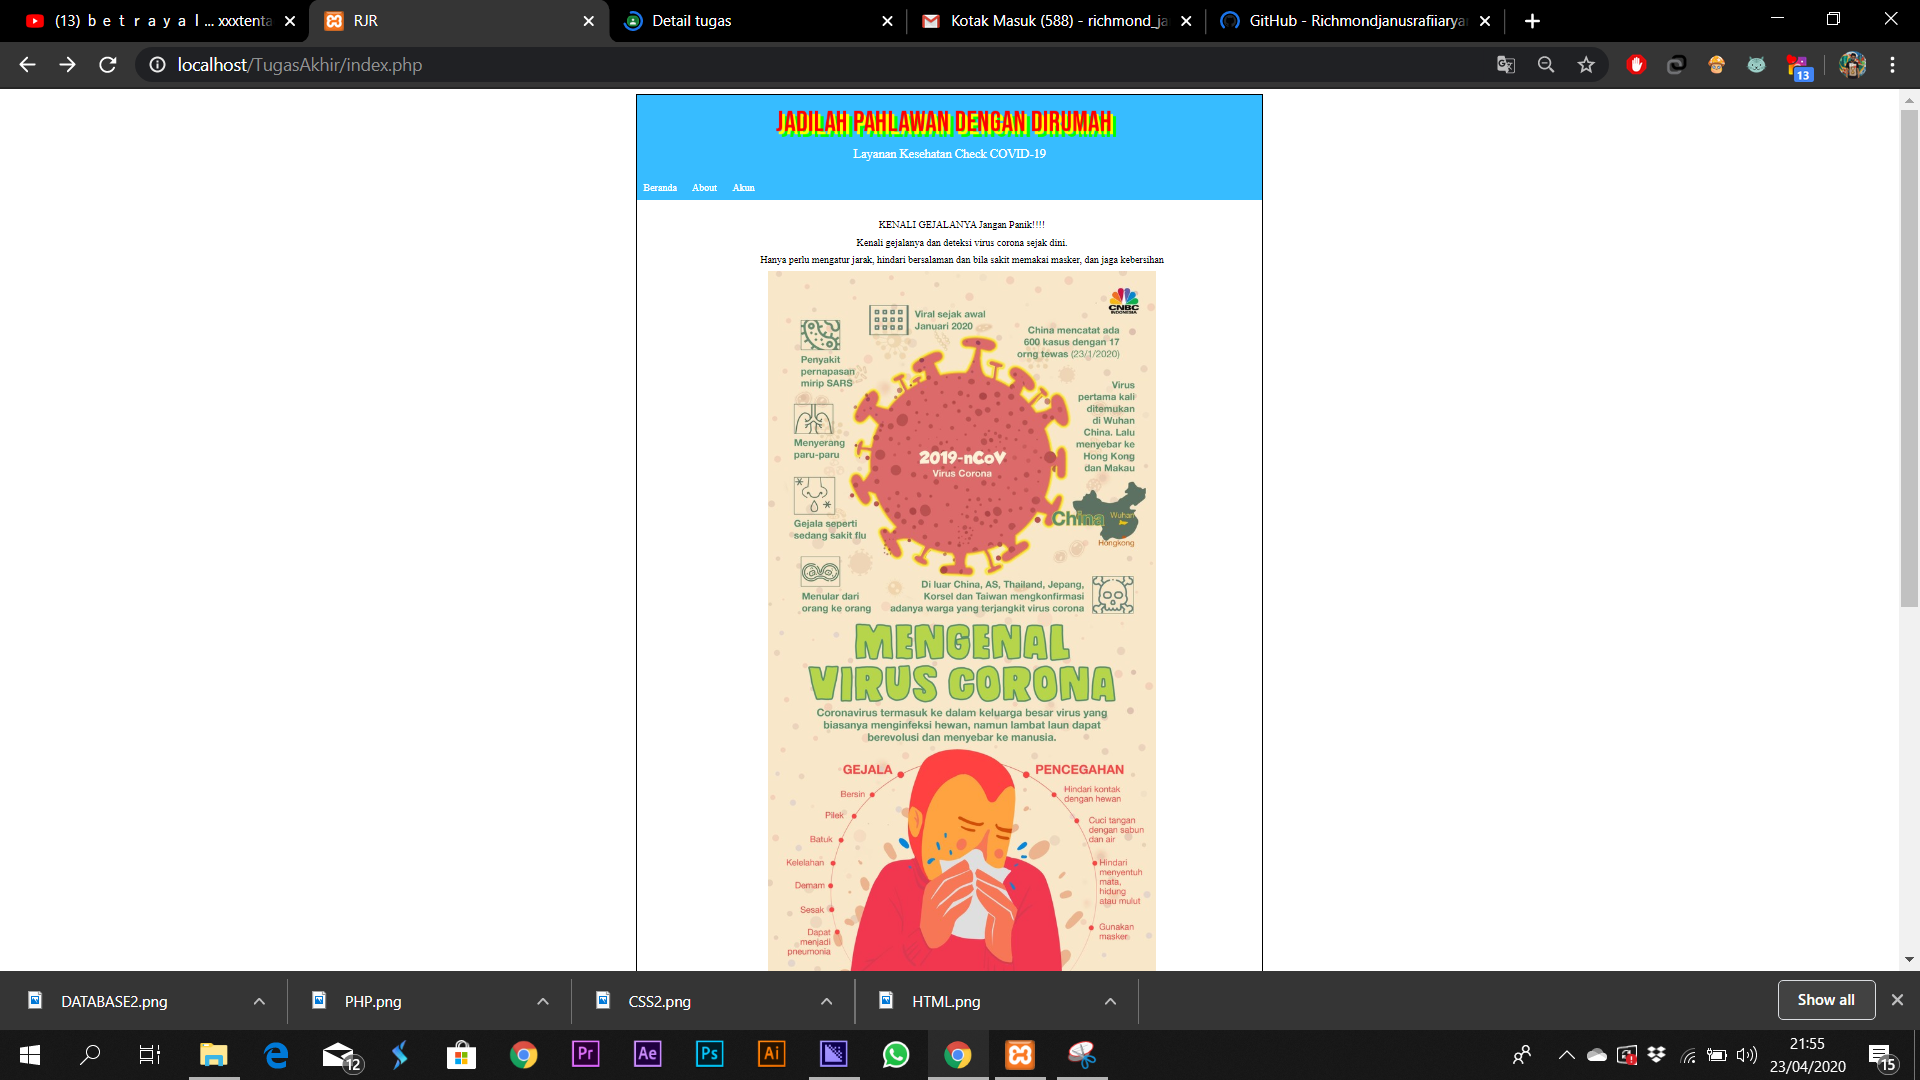 (13) b e t r a y a l ... xxxtenta
RJR
Detail tugas
Kotak Masuk (588) - richmond_ja
GitHub - Richmondjanusrafiiaryar
localhost/TugasAkhir/index.php
13
JADILAH PAHLAWAN DENGAN DIRUMAH
Layanan Kesehatan Check COVID-19
Beranda About Akun
KENALI GEJALANYA Jangan Panik!!!!
Kenali gejalanya dan deteksi virus corona sejak dini.
Hanya perlu mengatur jarak, hindari bersalaman dan bila sakit memakai masker, dan jaga kebersihan
CNBC
INDONESIA
Viral sejak awal
Januari 2020
China mencatat ada
600 kasus dengan 17
orng tewas (23/1/2020)
Penyakit
pernapasan
mirip SARS
Virus
pertama kali
ditemukan
di Wuhan
China. Lalu
menyebar ke
Hong Kong
dan Makau
Menyerang
paru-paru
2019-nCoV
Virus Corona
Gejala seperti
sedang sakit flu
China
Wuhan
Hongkong
Menular dari
orang ke orang
Di luar China, AS, Thailand, Jepang,
Korsel dan Taiwan mengkonfirmasi
adanya warga yang terjangkit virus corona
MENGENAL
VIRUS CORONA
Coronavirus termasuk ke dalam keluarga besar virus yang
biasanya menginfeksi hewan, namun lambat laun dapat
berevolusi dan menyebar ke manusia.
GEJALA
Bersin
Pilek
Batuk
Kelelahan
Demam
Sesak
Dapat
menjadi
pneumonia
PENCEGAHAN
Hindari kontak
dengan hewan
Cuci tangan
dengan sabun
dan air
Hindari
menyentuh
mata,
hidung
atau mulut
Gunakan
masker
DATABASE2.png
PHP.png
CSS2.png
HTML.png
Show all
12
Pr
Ae
Ps
Ai
21:55
23/04/2020
15